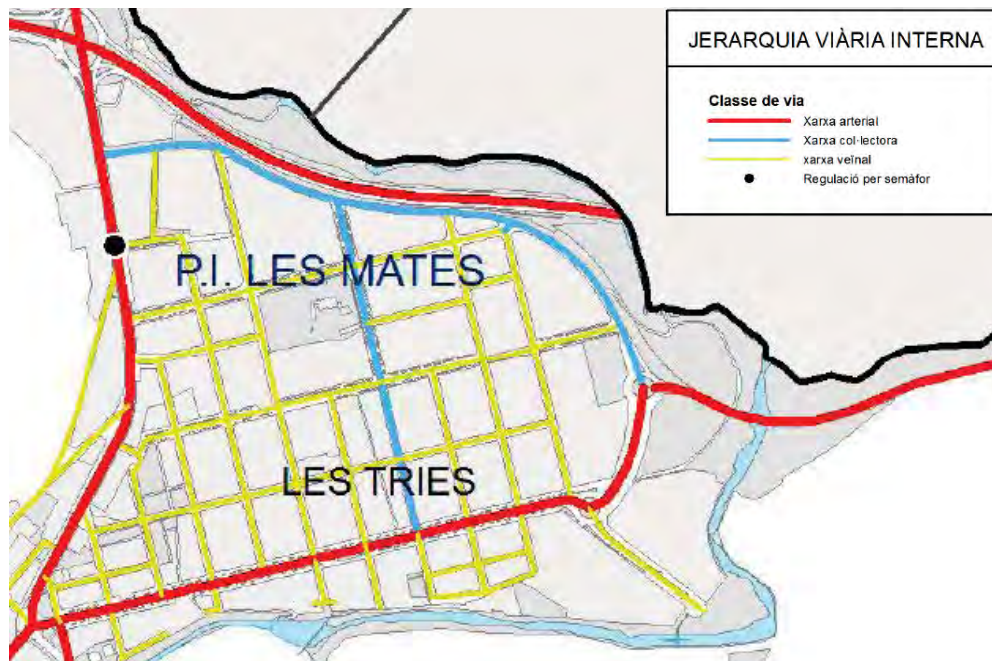 JERARQUIA VIÀRIA INTERNA
Classe de via
Xarxa arterial
Xarxa col·lectora
xarxa veïnal
Regulació per semàfor
P.I. LES MATES
LES TRIES